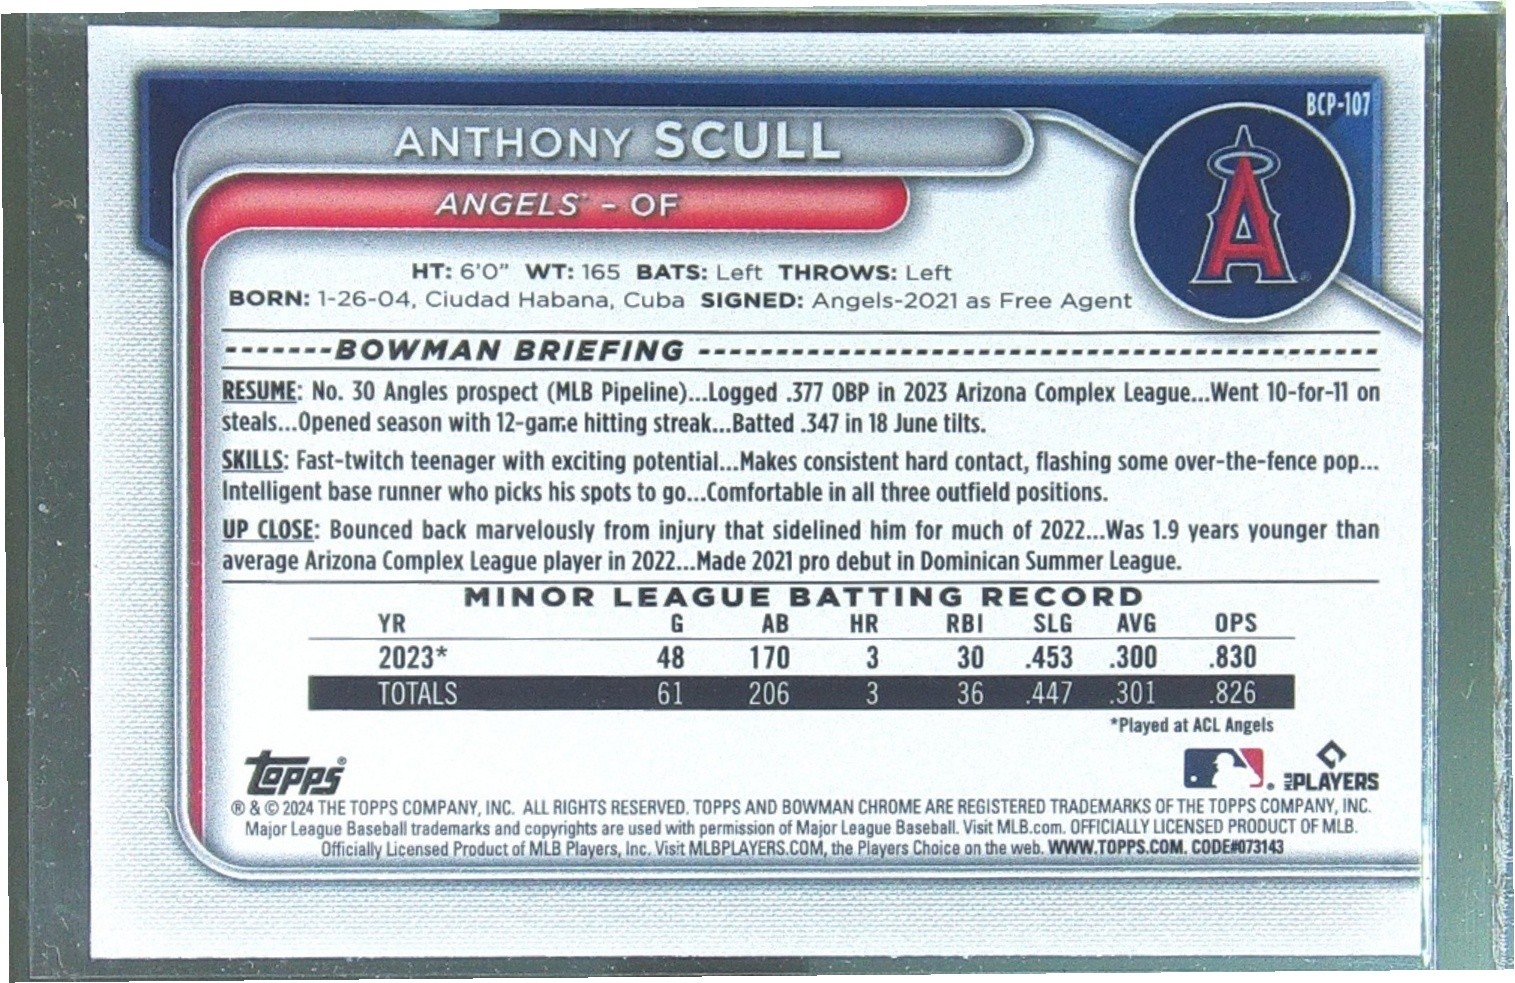 BCP-107
ANTHONY SCULL
ANGELS - OF
HT: 6'0" WT: 165 BATS: Left THROWS: Left
BORN: 1-26-04, Ciudad Habana, Cuba SIGNED: Angels-2021 as Free Agent
-------BOWMAN BRIEFING ---------------------------------------------
RESUME: No. 30 Angles prospect (MLB Pipeline)...Logged .377 OBP in 2023 Arizona Complex League...Went 10-for-11 on
steals...Opened season with 12-game hitting streak...Batted .347 in 18 June tilts.
SKILLS: Fast-twitch teenager with exciting potential...Makes consistent hard contact, flashing some over-the-fence pop...
Intelligent base runner who picks his spots to go...Comfortable in all three outfield positions.
UP CLOSE: Bounced back marvelously from injury that sidelined him for much of 2022...Was 1.9 years younger than
average Arizona Complex League player in 2022...Made 2021 pro debut in Dominican Summer League.
MINOR LEAGUE BATTING RECORD
YR G AB HR RBI SLG AVG OPS
2023* 48 170 3 30 .453 .300 .830
TOTALS 61 206 3 36 .447 .301 .826
*Played at ACL Angels
Topps® MLB PLAYERS
® & © 2024 THE TOPPS COMPANY, INC. ALL RIGHTS RESERVED. TOPPS AND BOWMAN CHROME ARE REGISTERED TRADEMARKS OF THE TOPPS COMPANY, INC.
Major League Baseball trademarks and copyrights are used with permission of Major League Baseball. Visit MLB.com. OFFICIALLY LICENSED PRODUCT OF MLB.
Officially Licensed Product of MLB Players, Inc. Visit MLBPLAYERS.COM, the Players Choice on the web. WWW.TOPPS.COM. CODE#073143